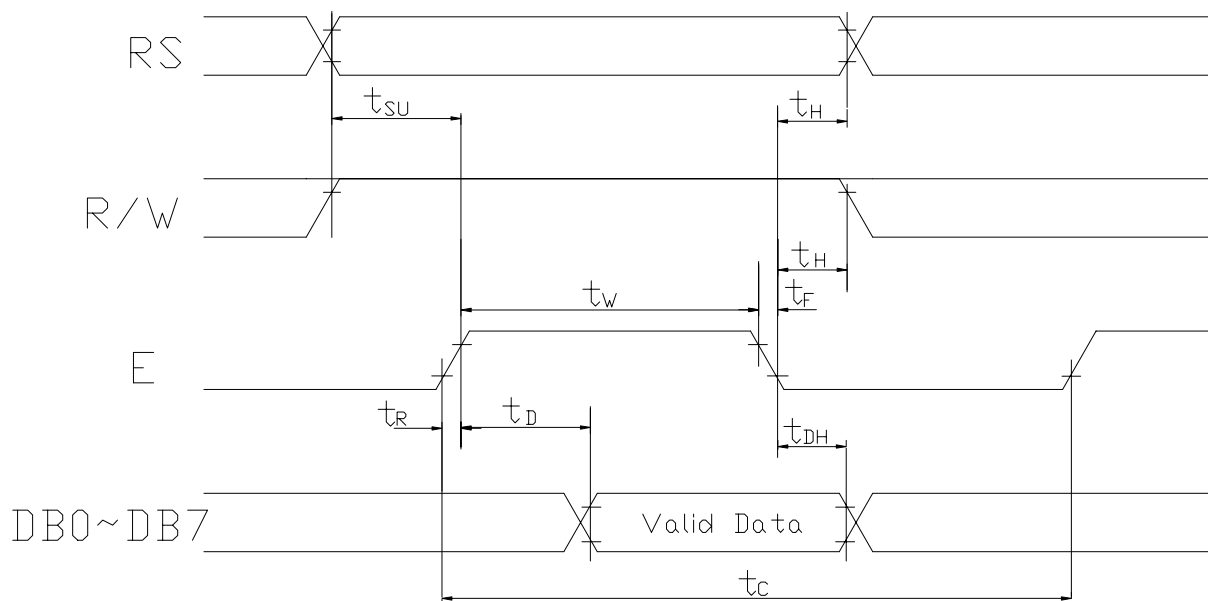 RS
tSU
tH
R/W
tH
tW
tF
E
tR
tD
tDH
DB0~DB7
Valid Data
tC